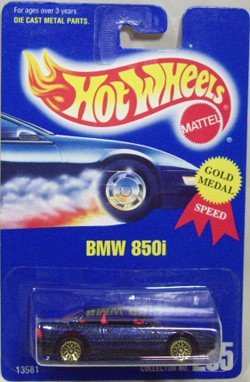 For ages over 3 years.
DIE CAST METAL PARTS.
Hot Wheels
MATTEL
GOLD
MEDAL
SPEED
BMW 850i
13581
COLLECTOR NO.